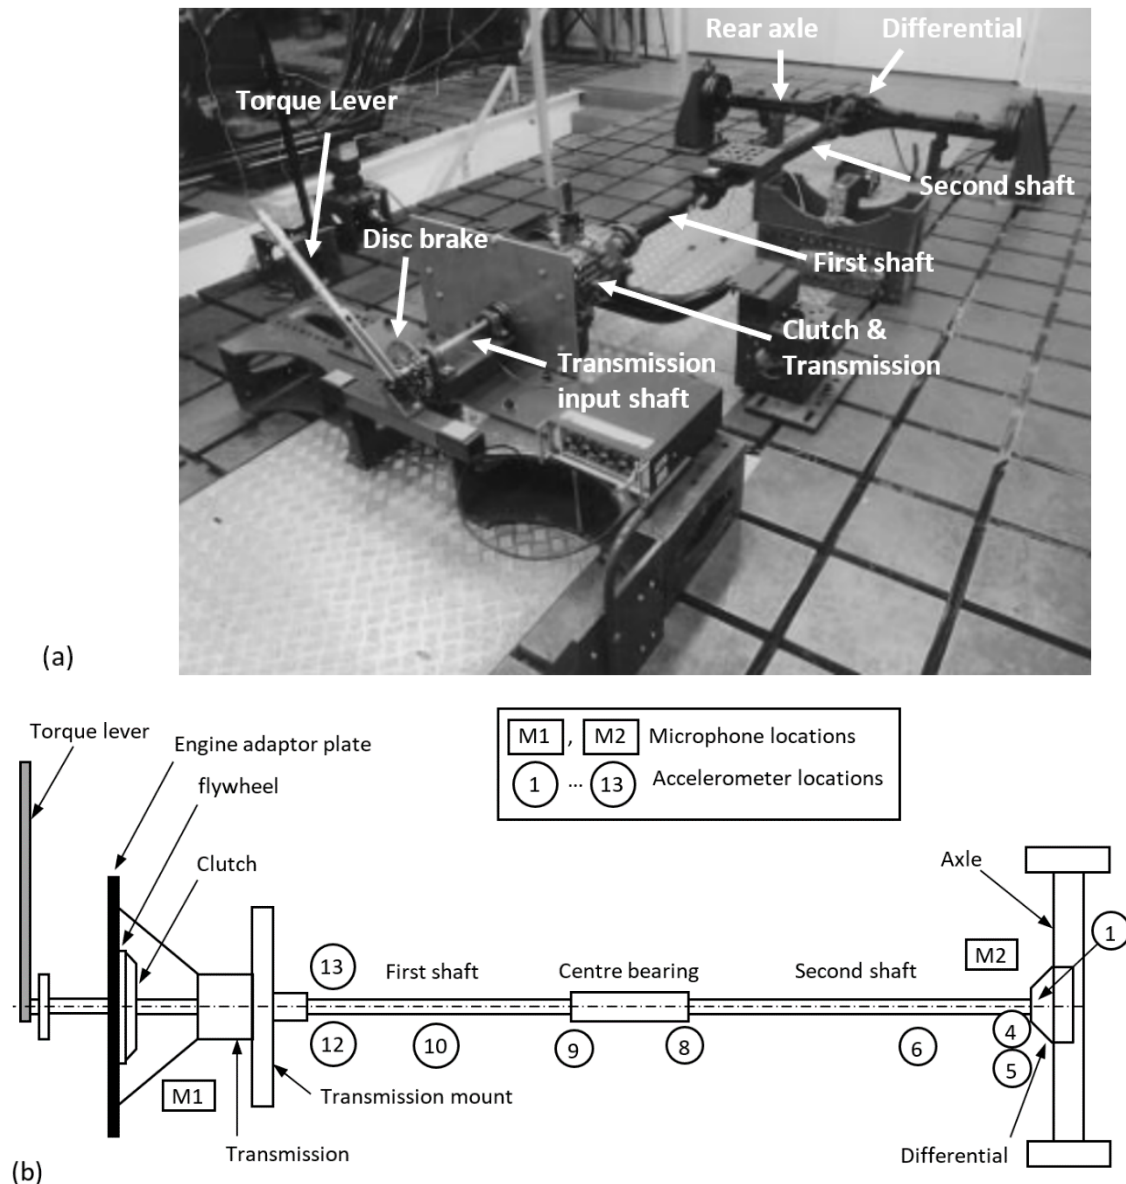 Rear axle
Differential
Torque Lever
Second shaft
Disc brake
First shaft
Clutch &
Transmission
Transmission
input shaft
(a)
Torque lever
Engine adaptor plate
flywheel
Clutch
M1 , M2 Microphone locations
1 ... 13 Accelerometer locations
Axle
1
M2
13
First shaft
Centre bearing
Second shaft
12
10
9
8
6
4
5
M1
Transmission mount
Transmission
Differential
(b)